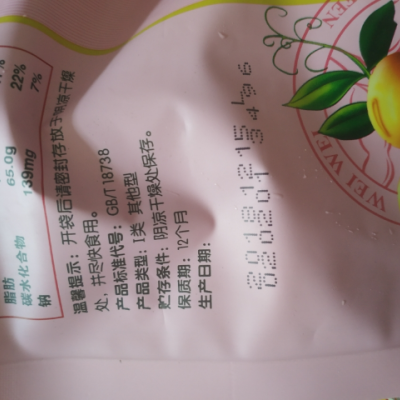 脂肪
碳水化合物 65.0g 22%
钠 139mg 7%
温馨提示：开袋后请密封存放于阴凉干燥
处，并尽快食用。
产品标准代号：GB/T18738
产品类型：I类 其他型
贮存条件：阴凉干燥处保存。
保质期：12个月
生产日期：
WEI WEI
FEN